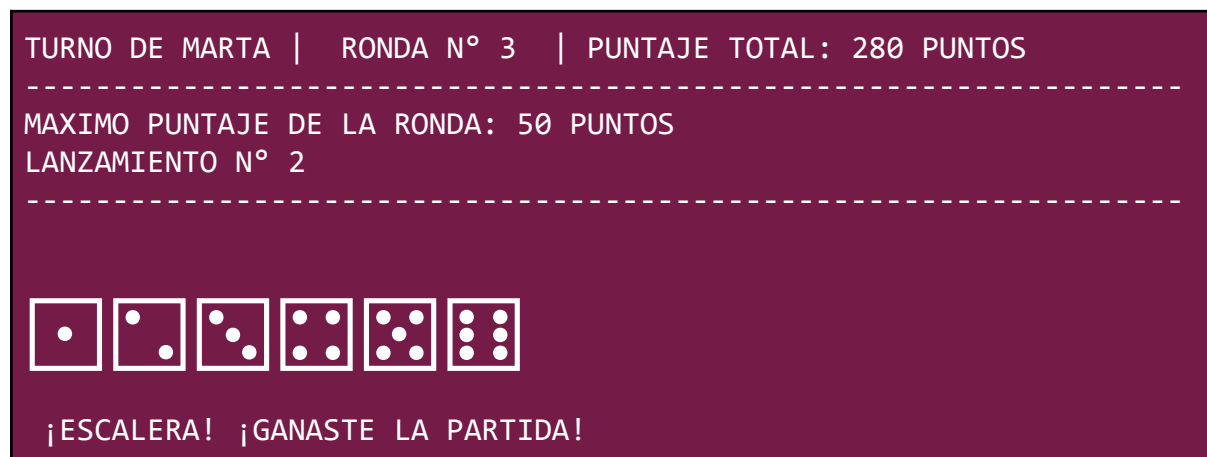 TURNO DE MARTA | RONDA N° 3 | PUNTAJE TOTAL: 280 PUNTOS
------------------------------------------------------------------
MAXIMO PUNTAJE DE LA RONDA: 50 PUNTOS
LANZAMIENTO N° 2
------------------------------------------------------------------
¡ESCALERA! ¡GANASTE LA PARTIDA!